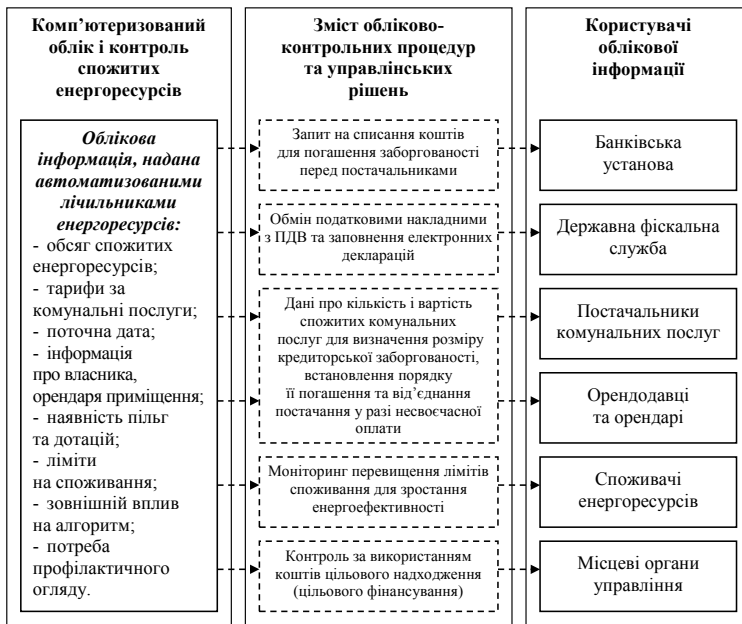 Комп’ютеризований
облік і контроль
спожитих
енергоресурсів
Облікова
інформація, надана
автоматизованими
лічильниками
енергоресурсів:
- обсяг спожитих
енергоресурсів;
- тарифи за
комунальні послуги;
- поточна дата;
- інформація
про власника,
орендаря приміщення;
- наявність пільг
та дотацій;
- ліміти
на споживання;
- зовнішній вплив
на алгоритм;
- потреба
профілактичного
огляду.
Зміст обліково-
контрольних процедур
та управлінських
рішень
Запит на списання коштів
для погашення заборгованості
перед постачальниками
Обмін податковими накладними
з ПДВ та заповнення електронних
декларацій
Дані про кількість і вартість
спожитих комунальних
послуг для визначення розміру
кредиторської заборгованості,
встановлення порядку
її погашення та від’єднання
постачання у разі несвоєчасної
оплати
Моніторинг перевищення лімітів
споживання для зростання
енергоефективності
Контроль за використанням
коштів цільового надходження
(цільового фінансування)
Користувачі
облікової
інформації
Банківська
установа
Державна фіскальна
служба
Постачальники
комунальних послуг
Орендодавці
та орендарі
Споживачі
енергоресурсів
Місцеві органи
управління